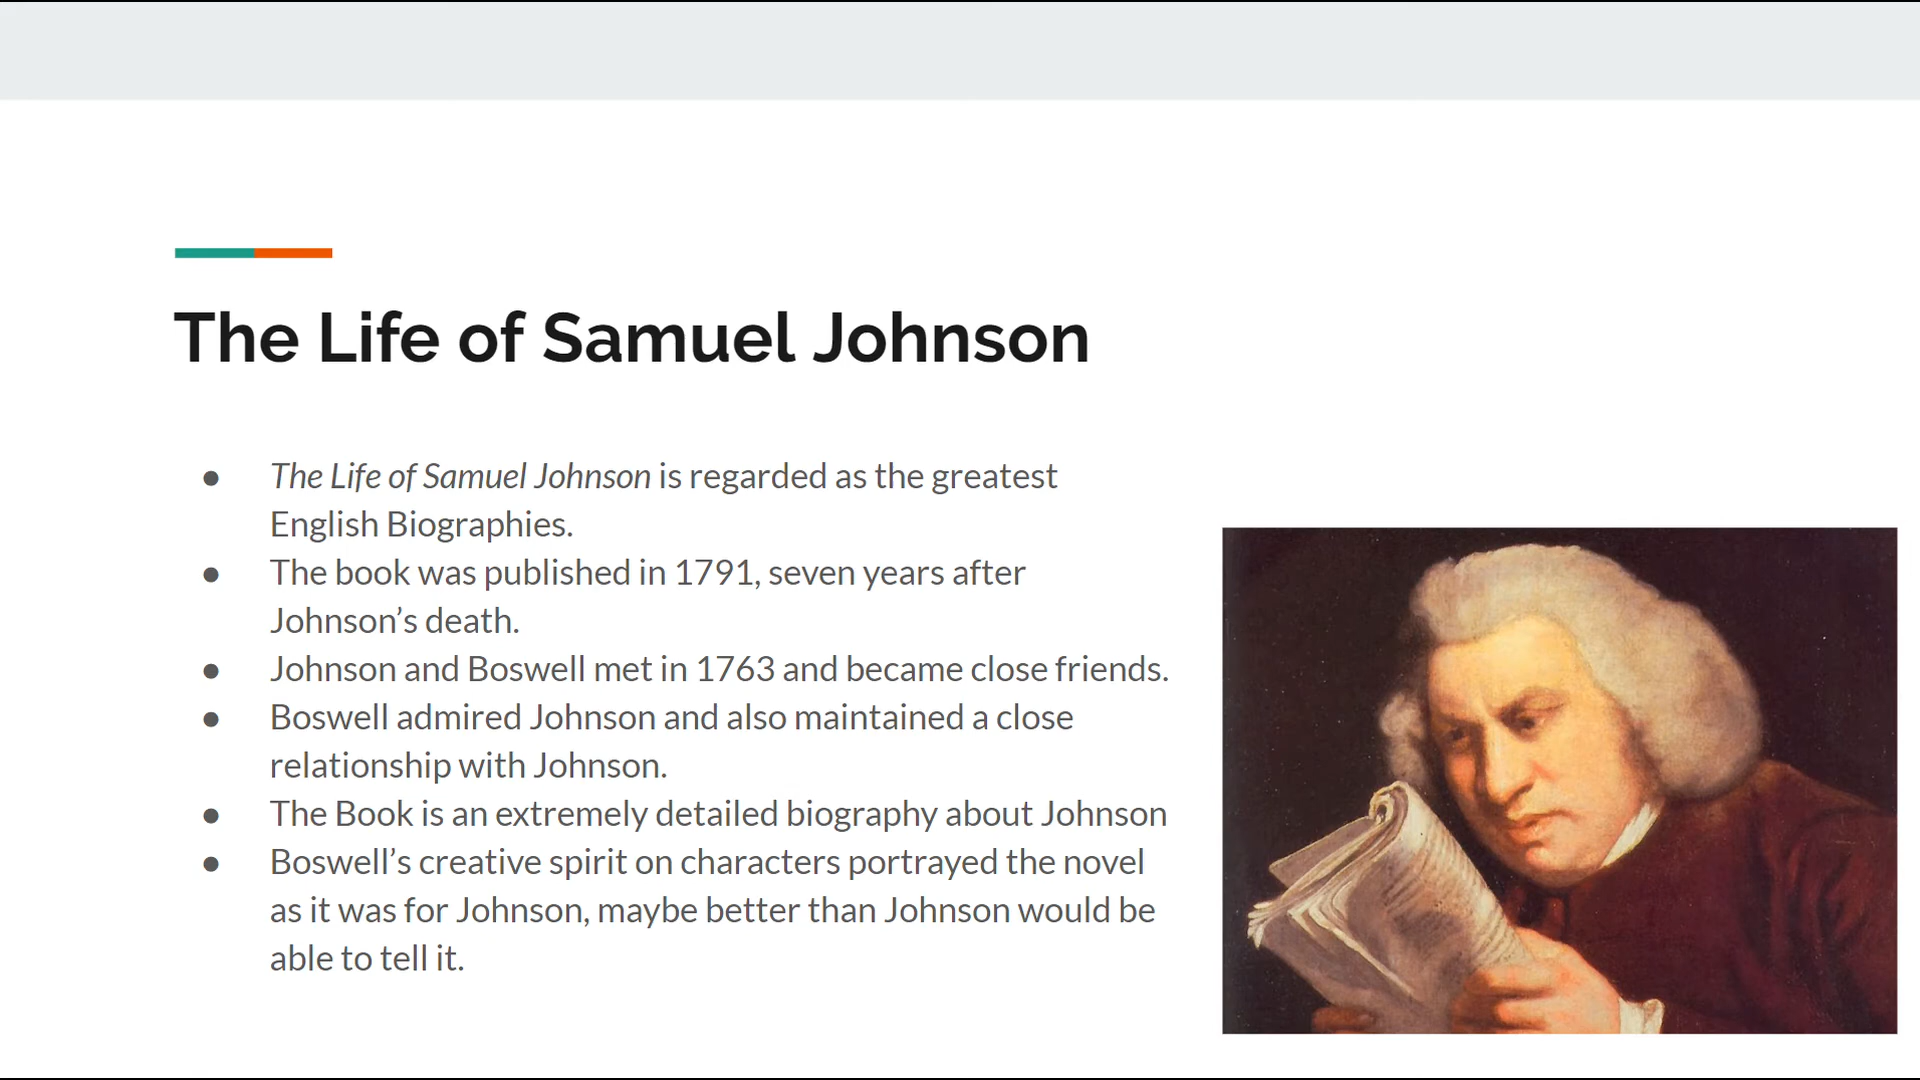 The Life of Samuel Johnson
● The Life of Samuel Johnson is regarded as the greatest
English Biographies.
● The book was published in 1791, seven years after
Johnson’s death.
● Johnson and Boswell met in 1763 and became close friends.
● Boswell admired Johnson and also maintained a close
relationship with Johnson.
● The Book is an extremely detailed biography about Johnson
● Boswell’s creative spirit on characters portrayed the novel
as it was for Johnson, maybe better than Johnson would be
able to tell it.